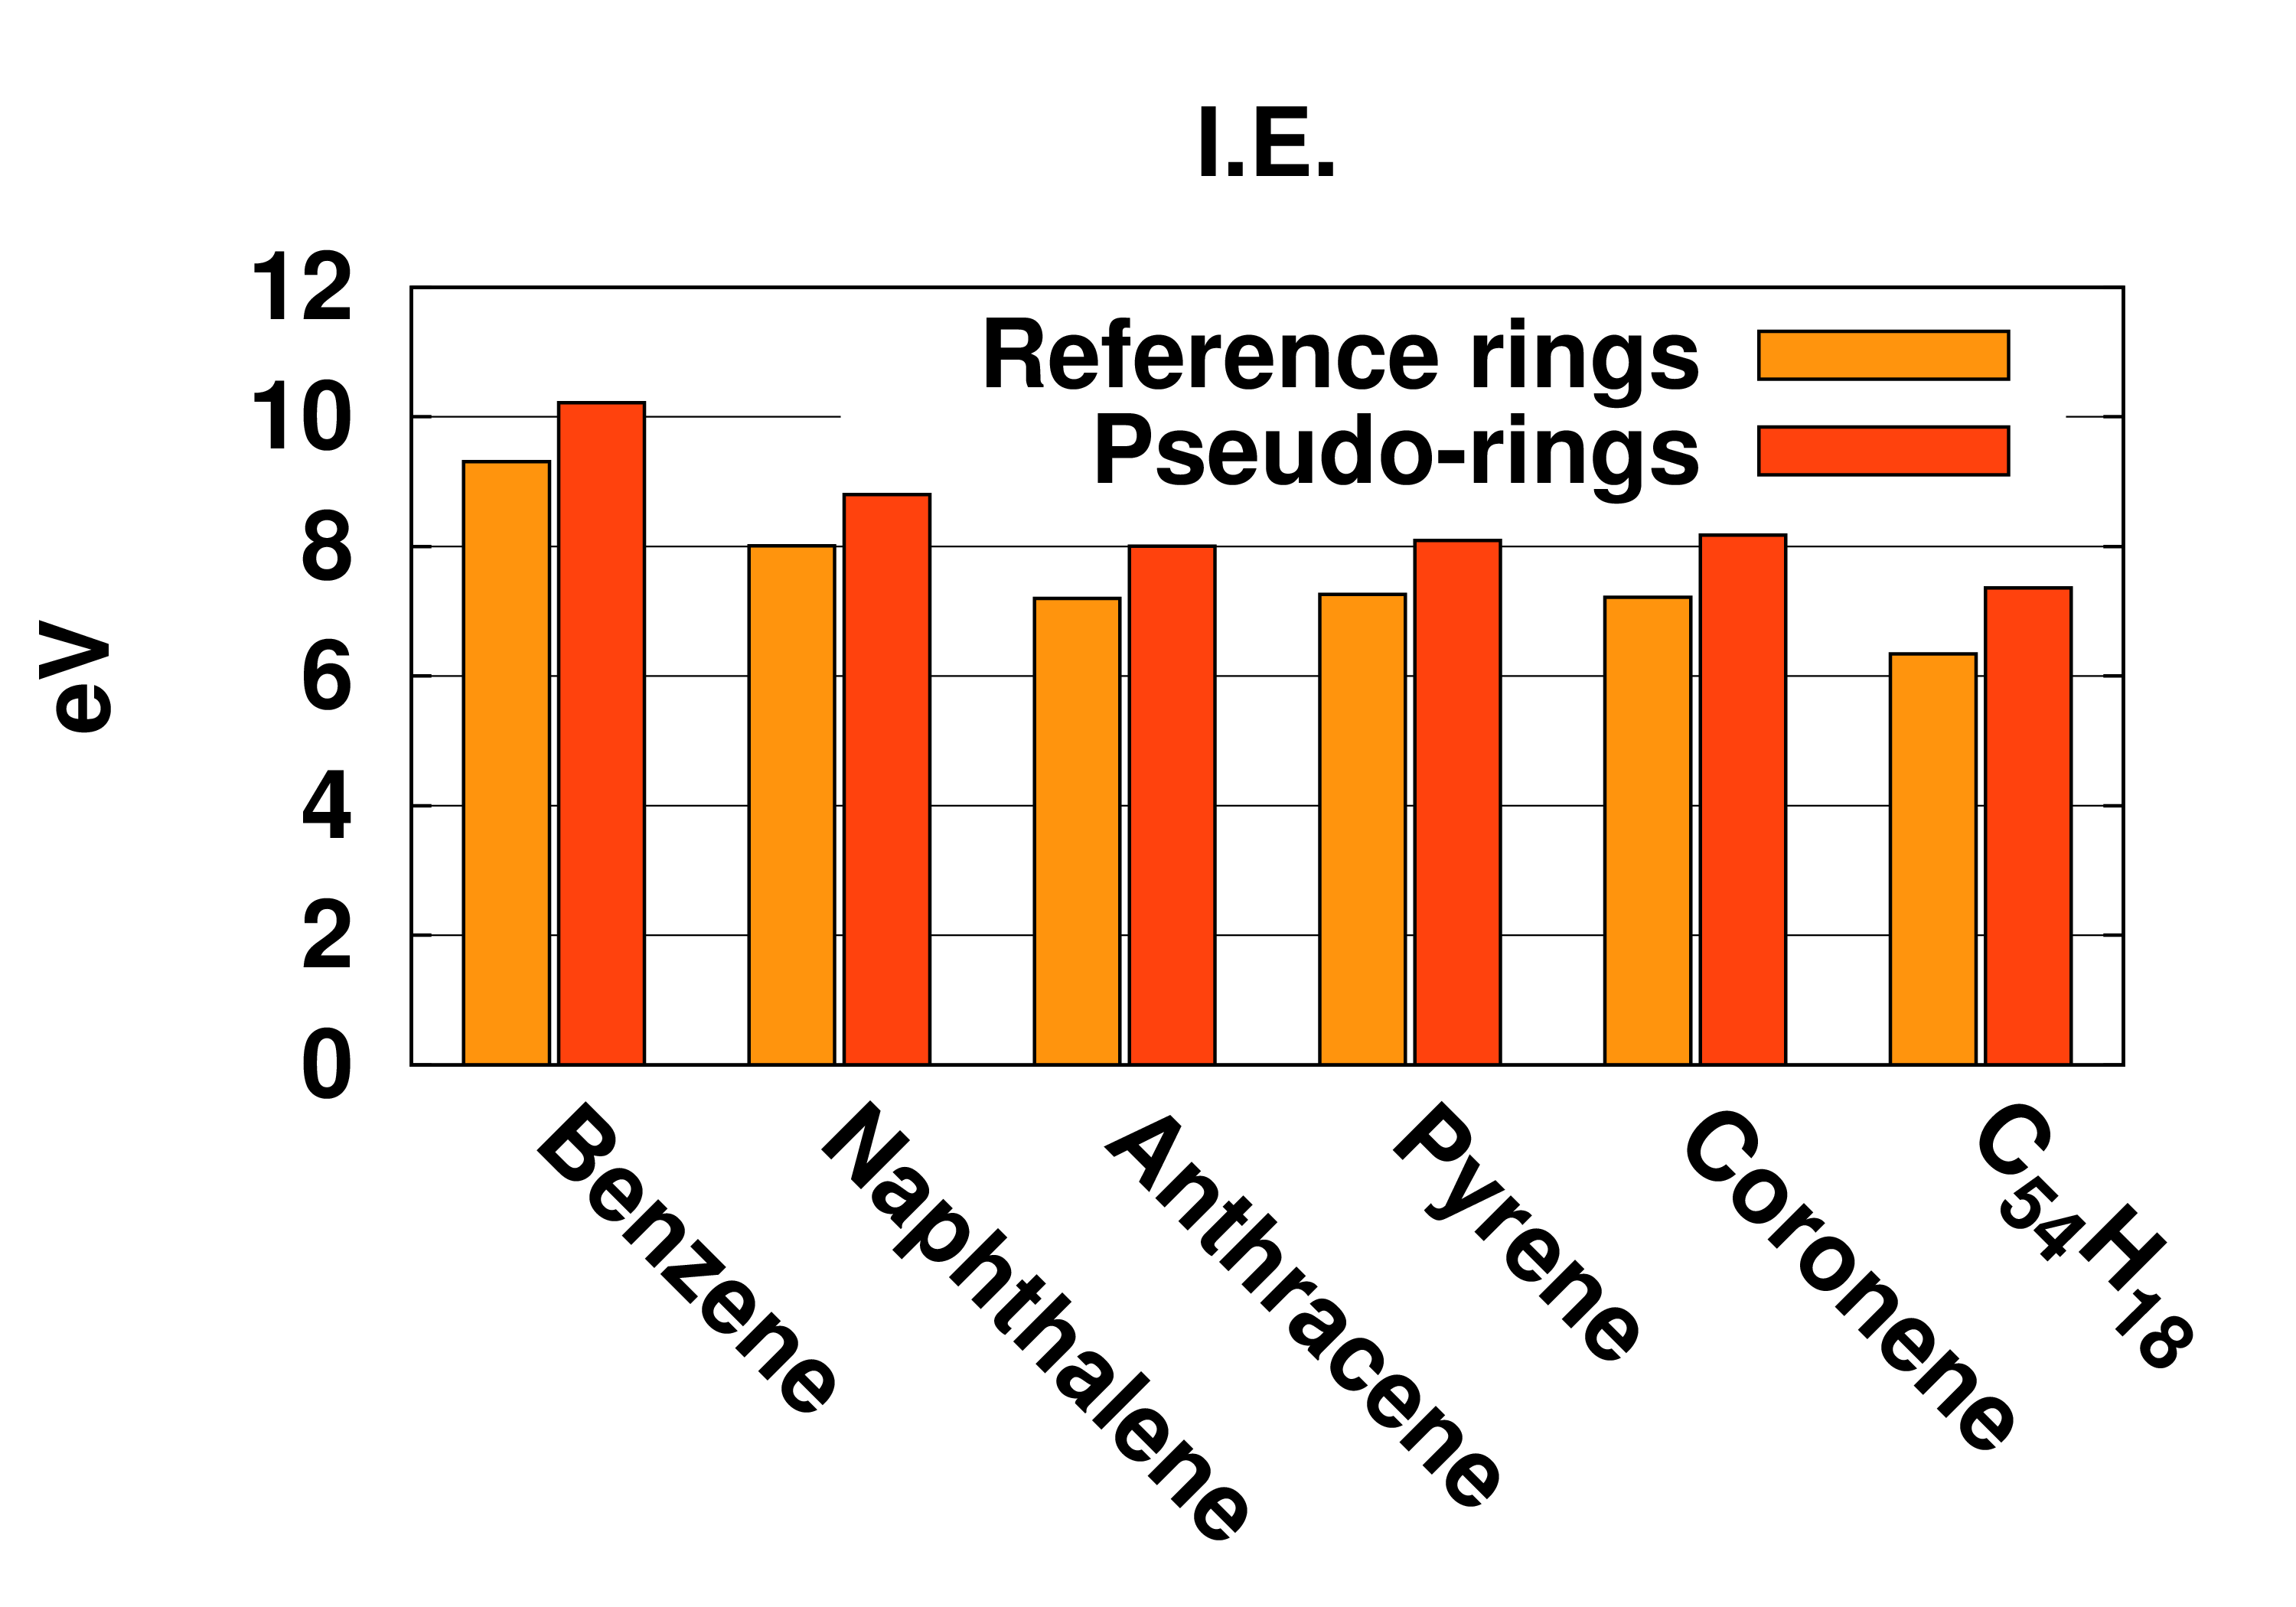 I.E.
12
10
8
6
4
2
0
eV
Reference rings
Pseudo-rings
Benzene
Naphthalene
Anthracene
Pyrene
Coronene
C54H18